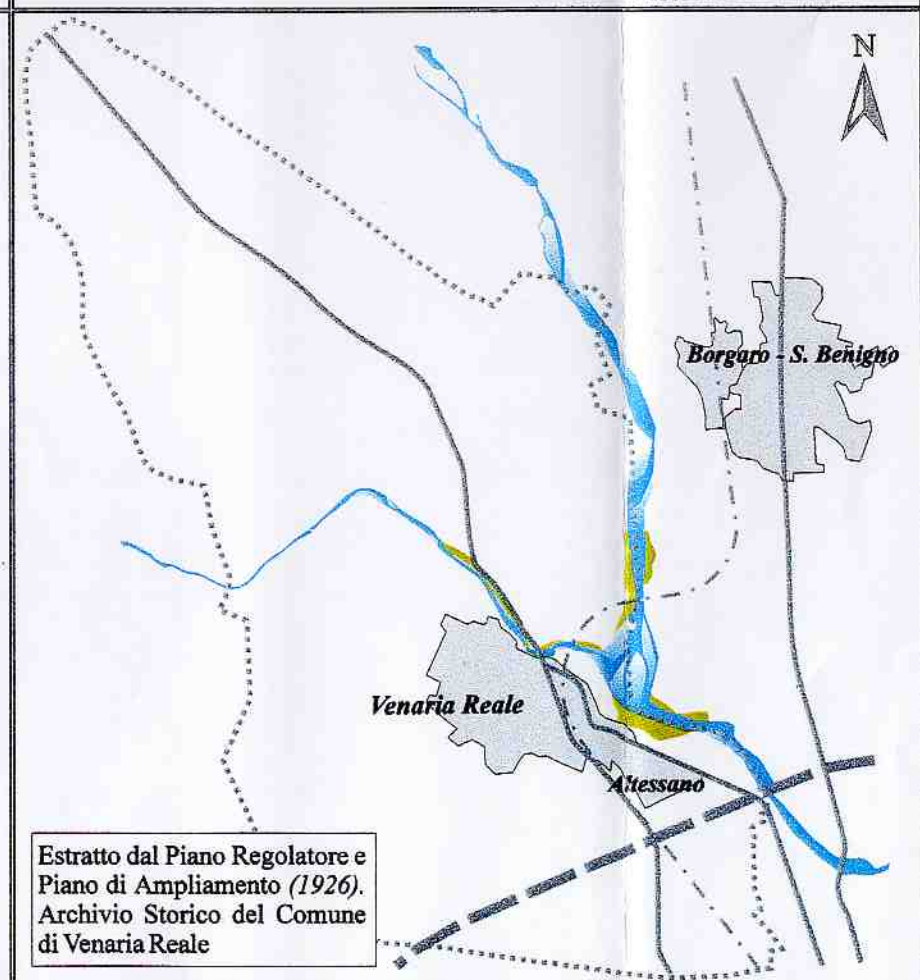 N
Borgaro - S. Benigno
Venaria Reale
Altessano
Estratto dal Piano Regolatore e
Piano di Ampliamento (1926).
Archivio Storico del Comune
di Venaria Reale